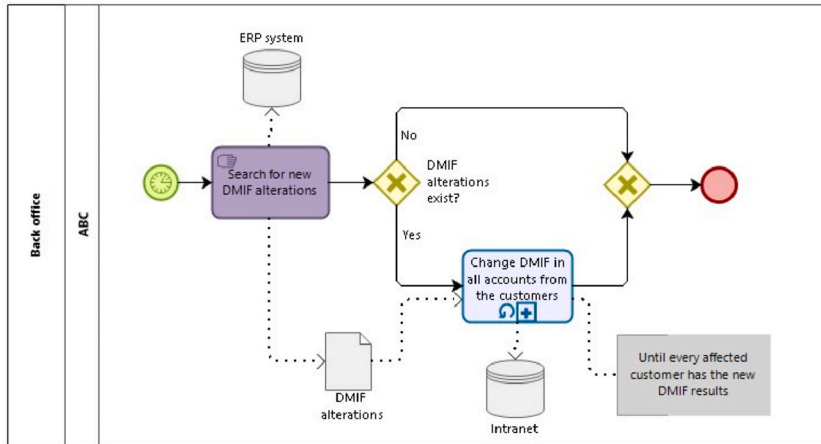 Back office
ABC
ERP system
Search for new
DMIF alterations
No
DMIF
alterations
exist?
Yes
Change DMIF in
all accounts from
the customers
DMIF
alterations
Intranet
Until every affected
customer has the new
DMIF results